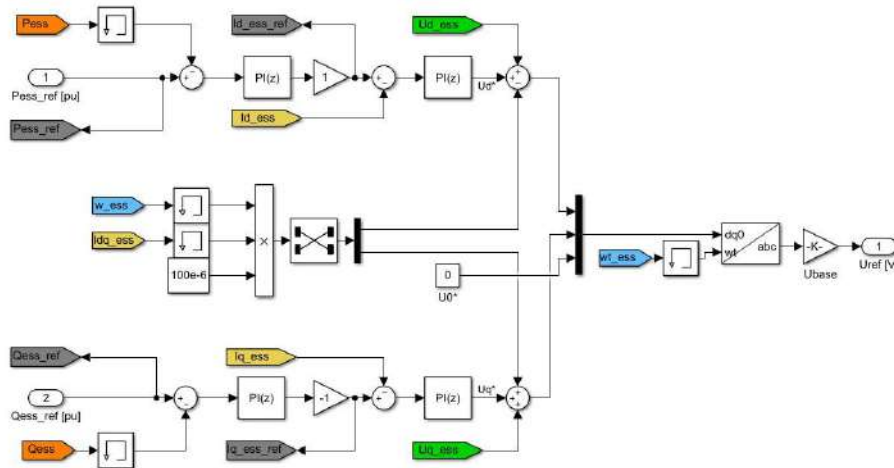 Pess
Id_ess_ref
Ud_ess
1
Pess_ref [pu]
PI(z)
1
PI(z)
Ud*
Pess_ref
Id_ess
w_ess
Idq_ess
100e-6
×
0
U0*
wt_ess
dq0
wt
abc
-K-
Ubase
1
Uref [V
Qess_ref
Iq_ess
2
Qess_ref [pu]
PI(z)
-1
PI(z)
Uq*
Qess
Iq_ess_ref
Uq_ess